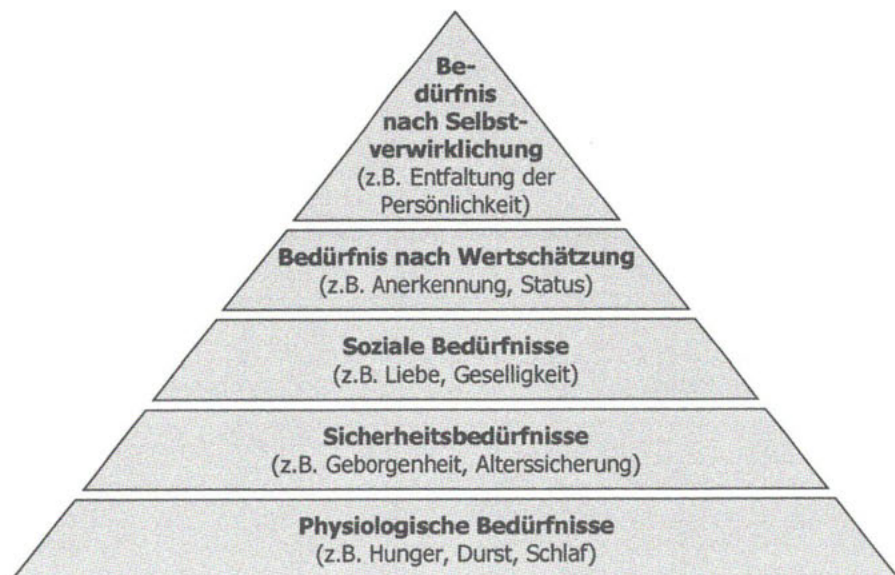 Be-
dürfnis
nach Selbst-
verwirklichung
(z.B. Entfaltung der
Persönlichkeit)
Bedürfnis nach Wertschätzung
(z.B. Anerkennung, Status)
Soziale Bedürfnisse
(z.B. Liebe, Geselligkeit)
Sicherheitsbedürfnisse
(z.B. Geborgenheit, Alterssicherung)
Physiologische Bedürfnisse
(z.B. Hunger, Durst, Schlaf)